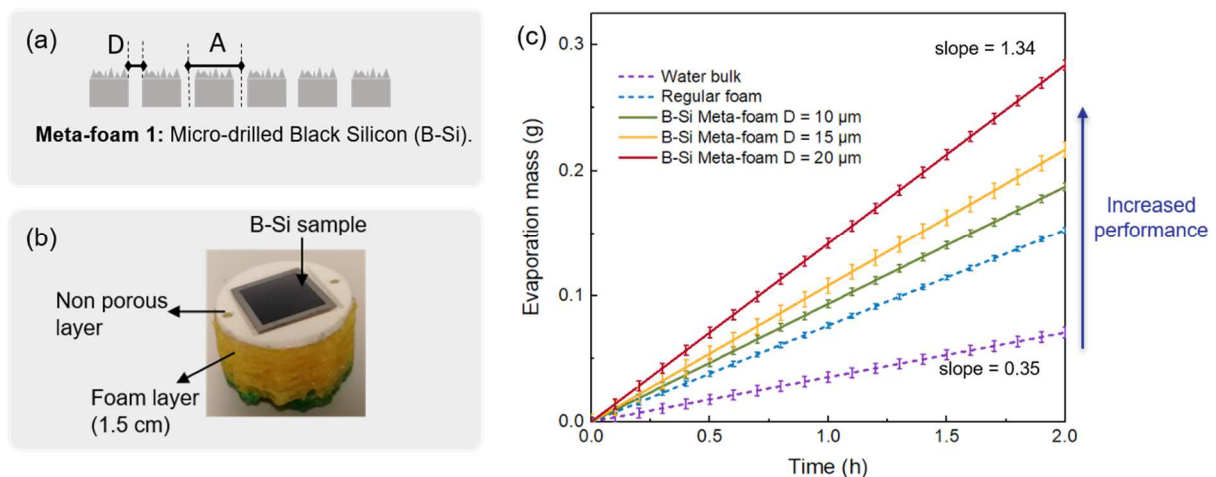 (a)
D
A
Meta-foam 1: Micro-drilled Black Silicon (B-Si).
(b)
B-Si sample
Non porous
layer
Foam layer
(1.5 cm)
(c)
0.3
0.2
0.1
0.0
Evaporation mass (g)
Water bulk
Regular foam
B-Si Meta-foam D = 10 μm
B-Si Meta-foam D = 15 μm
B-Si Meta-foam D = 20 μm
slope = 1.34
slope = 0.35
Increased
performance
0.0
0.5
1.0
1.5
2.0
Time (h)